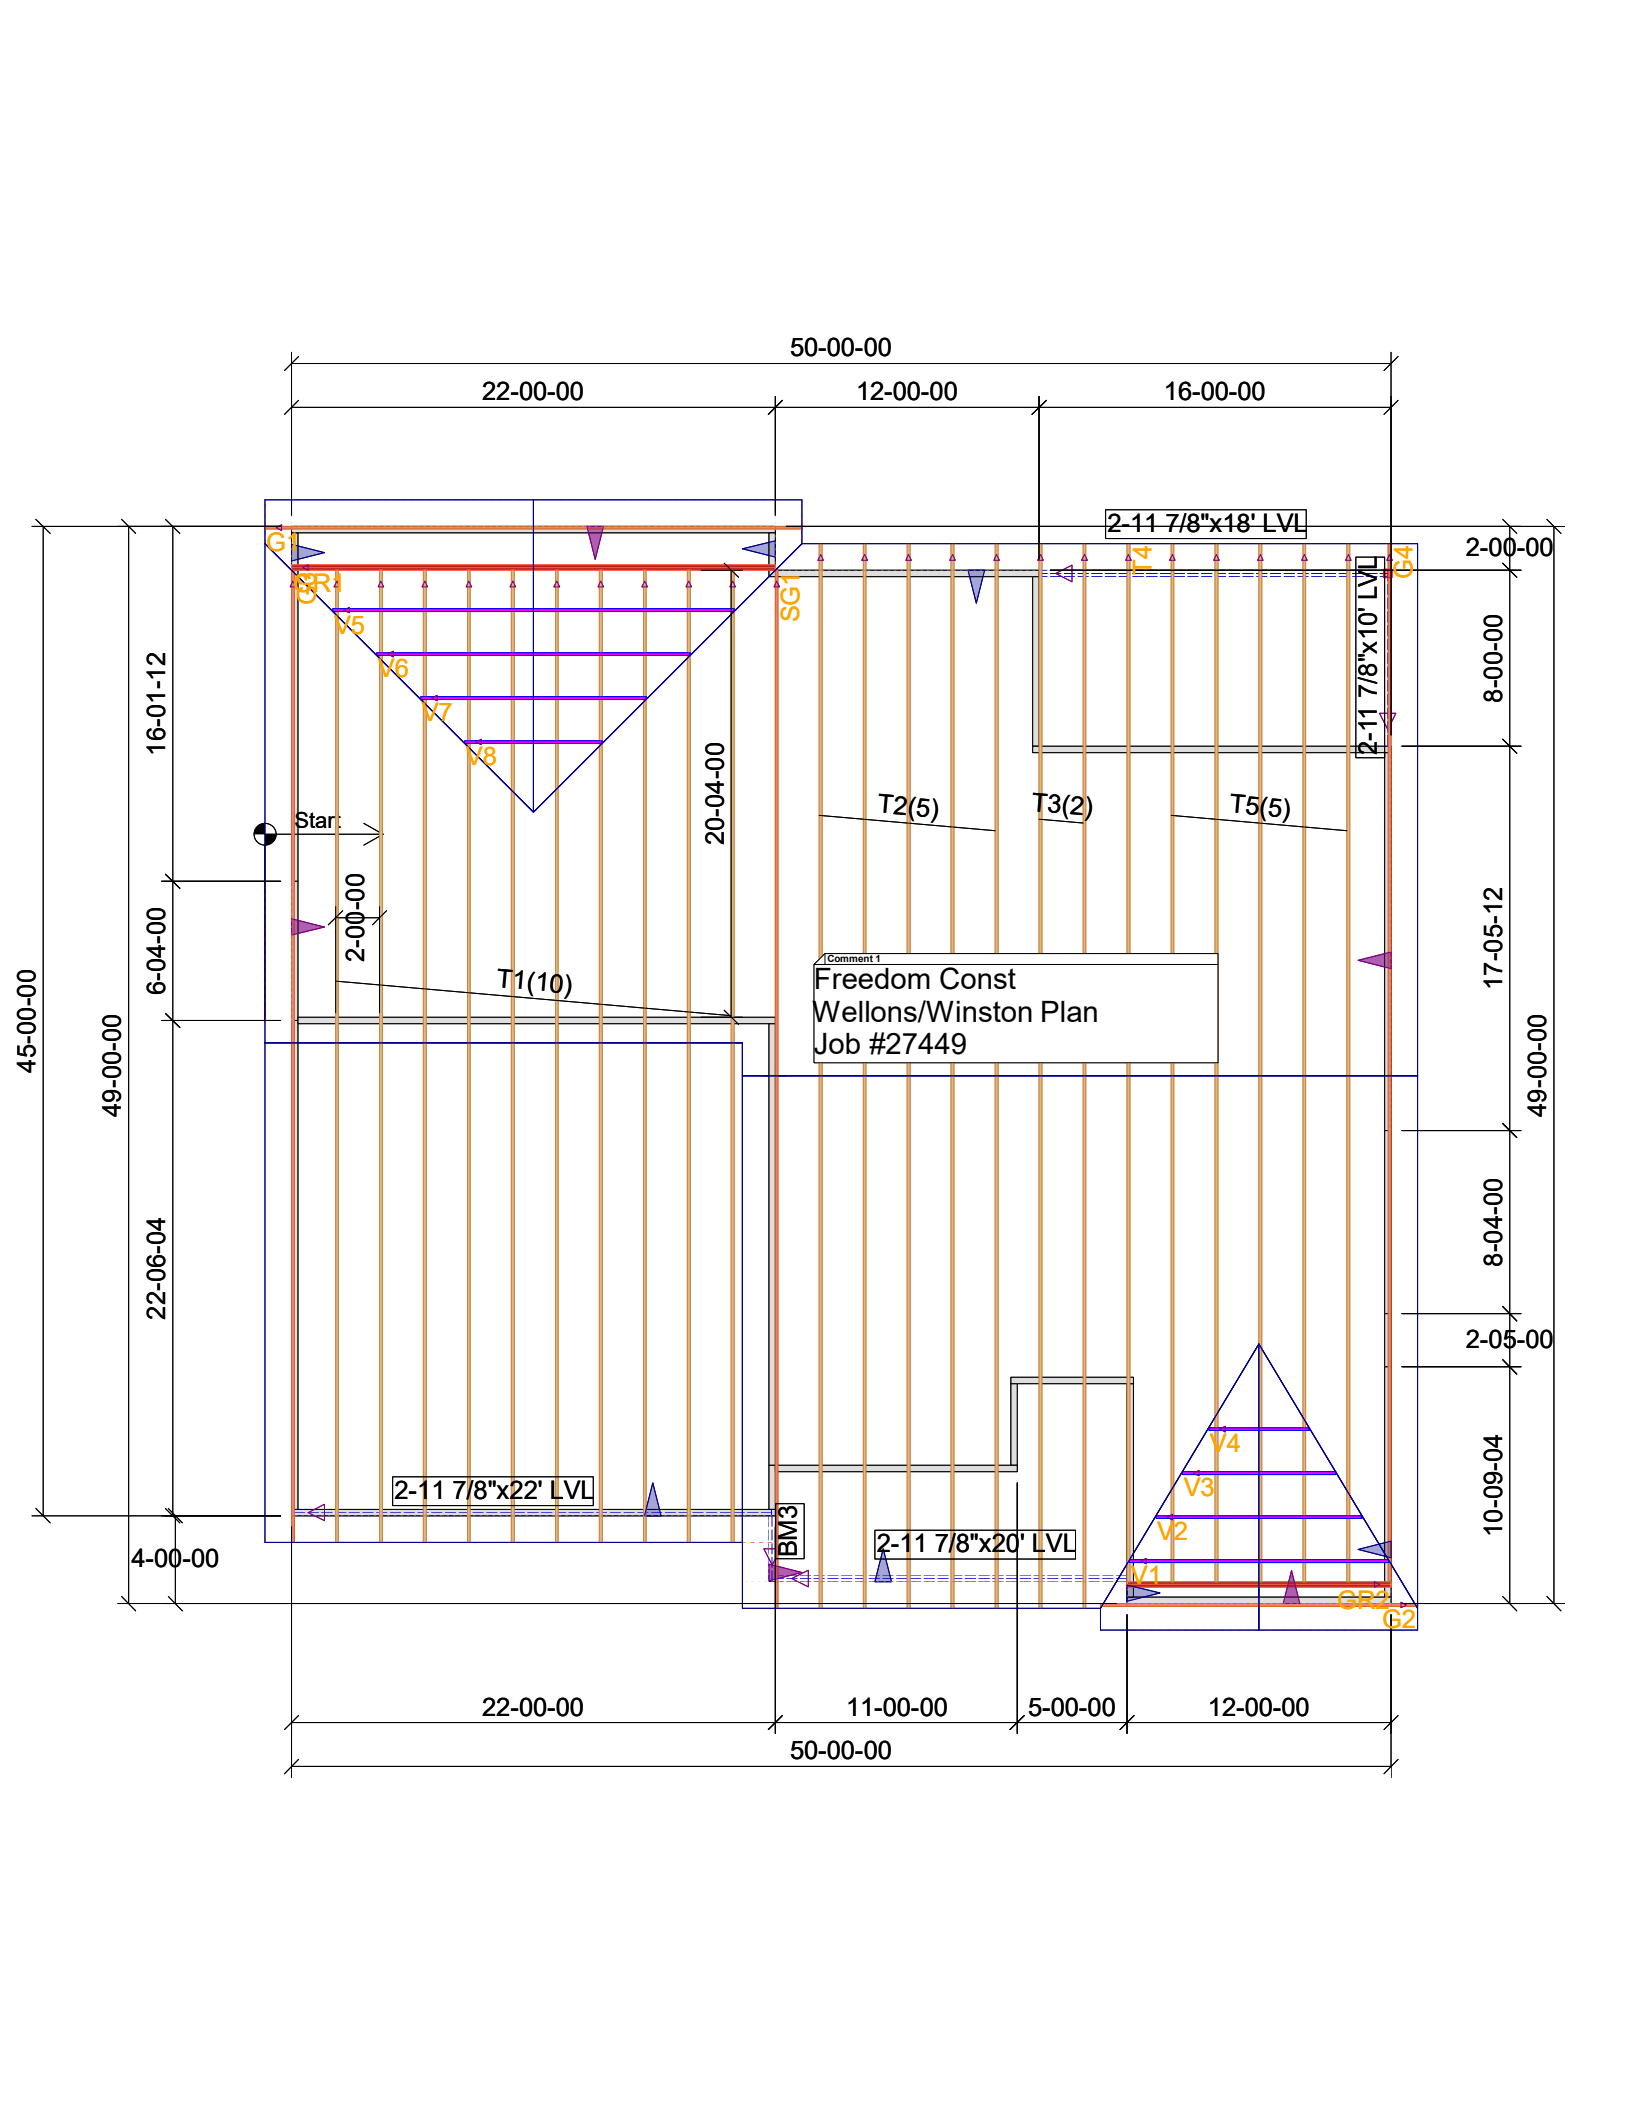 50-00-00
22-00-00
12-00-00
16-00-00
2-11 7/8"x18' LVL
G1
T4
G4
2-00-00
GR1
SG1
2-11 7/8"x10' LVL
V5
8-00-00
16-01-12
V6
V7
V8
20-04-00
T2(5)
T3(2)
T5(5)
Start
2-00-00
6-04-00
17-05-12
T1(10)
Comment 1
Freedom Const
Wellons/Winston Plan
Job #27449
45-00-00
49-00-00
49-00-00
22-06-04
8-04-00
2-05-00
V4
V3
V2
V1
10-09-04
2-11 7/8"x22' LVL
BM3
2-11 7/8"x20' LVL
4-00-00
GR2
G2
22-00-00
11-00-00
5-00-00
12-00-00
50-00-00